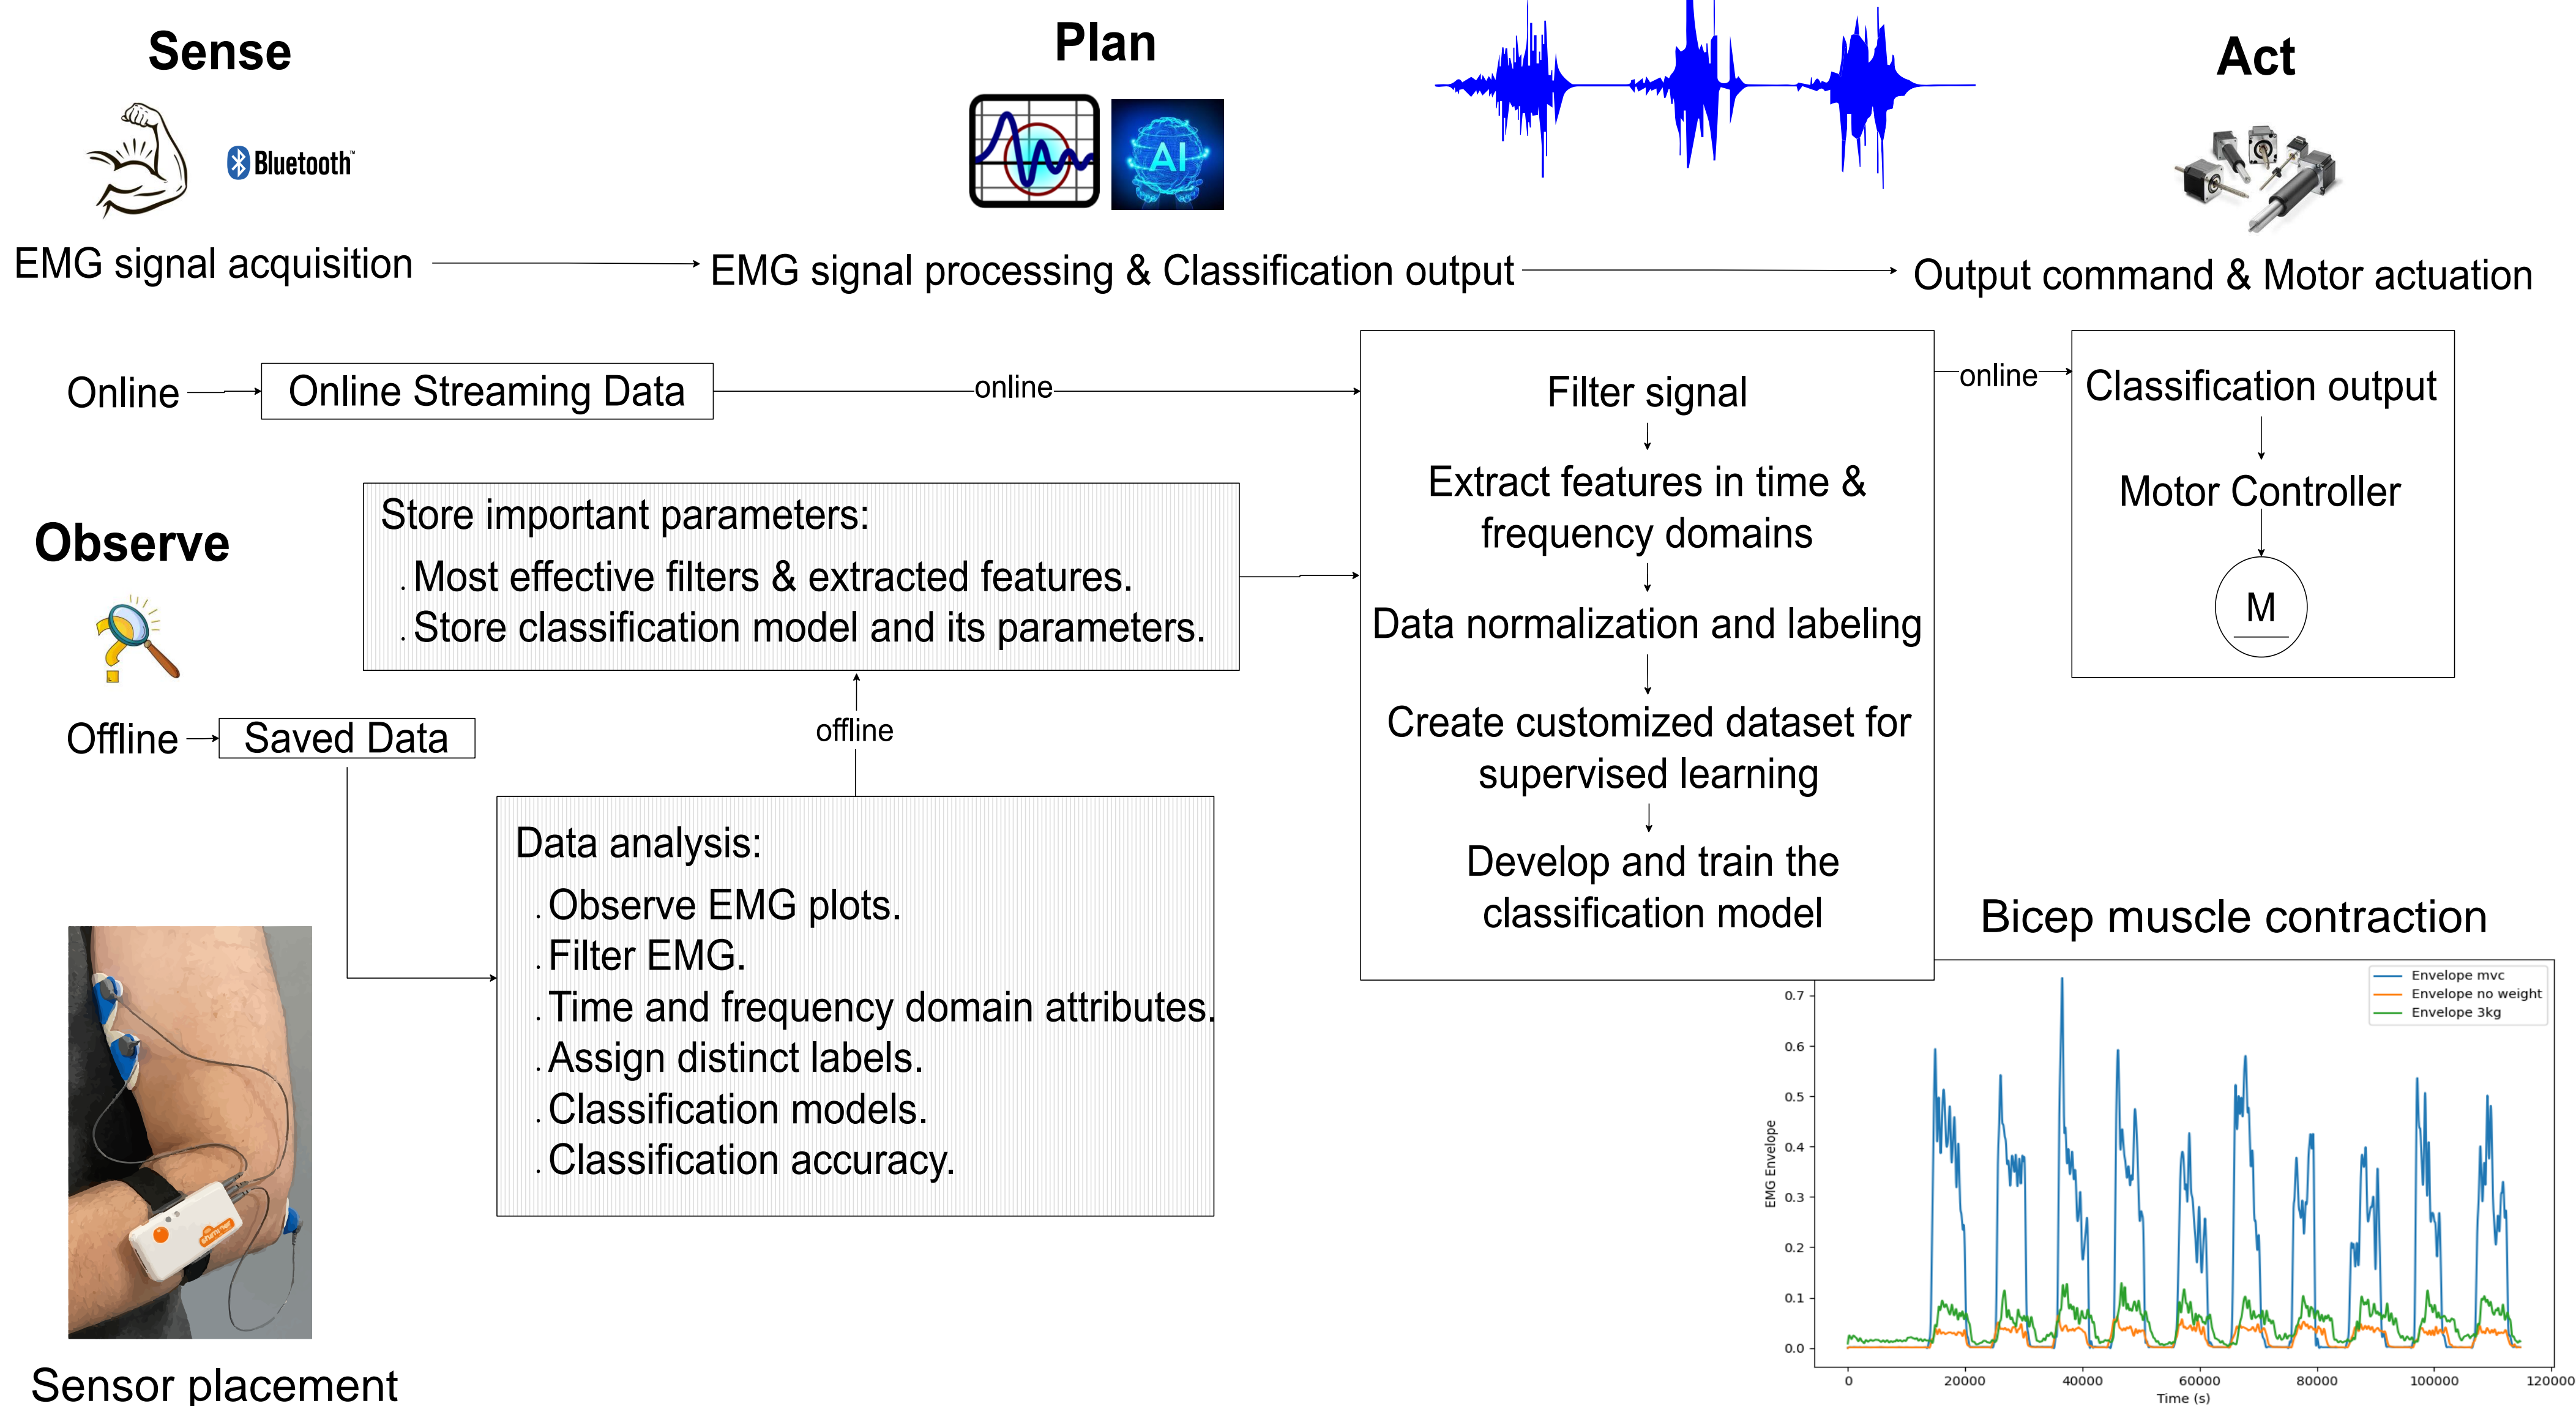 Sense
Plan
Act
Bluetooth™
AI
EMG signal acquisition
EMG signal processing & Classification output
Output command & Motor actuation
Online
Online Streaming Data
online
Filter signal
Extract features in time &
frequency domains
Data normalization and labeling
Create customized dataset for
supervised learning
Develop and train the
classification model
online
Classification output
Motor Controller
M
Observe
Store important parameters:
. Most effective filters & extracted features.
. Store classification model and its parameters.
Offline
Saved Data
offline
Data analysis:
. Observe EMG plots.
. Filter EMG.
. Time and frequency domain attributes.
. Assign distinct labels.
. Classification models.
. Classification accuracy.
Sensor placement
Bicep muscle contraction
Envelope mvc
Envelope no weight
Envelope 3kg
EMG Envelope
0.7
0.6
0.5
0.4
0.3
0.2
0.1
0.0
0 20000 40000 60000 80000 100000 120000
Time (s)